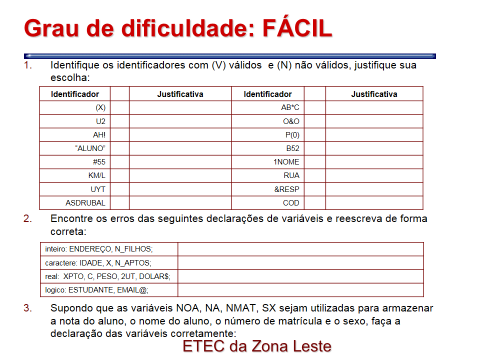 Grau de dificuldade: FÁCIL
1. Identifique os identificadores com (V) válidos e (N) não válidos, justifique sua
escolha:
Identificador Justificativa Identificador Justificativa
(X) AB*C
U2 O&O
AH! P(0)
"ALUNO" B52
#55 1NOME
KM/L RUA
UYT &RESP
ASDRUBAL COD
2. Encontre os erros das seguintes declarações de variáveis e reescreva de forma
correta:
inteiro: ENDEREÇO, N_FILHOS;
caractere: IDADE, X, N_APTOS;
real: XPTO, C, PESO, 2UT, DOLAR$;
logico: ESTUDANTE, EMAIL@;
3. Supondo que as variáveis NOA, NA, NMAT, SX sejam utilizadas para armazenar
a nota do aluno, o nome do aluno, o número de matrícula e o sexo, faça a
declaração das variáveis corretamente:
ETEC da Zona Leste